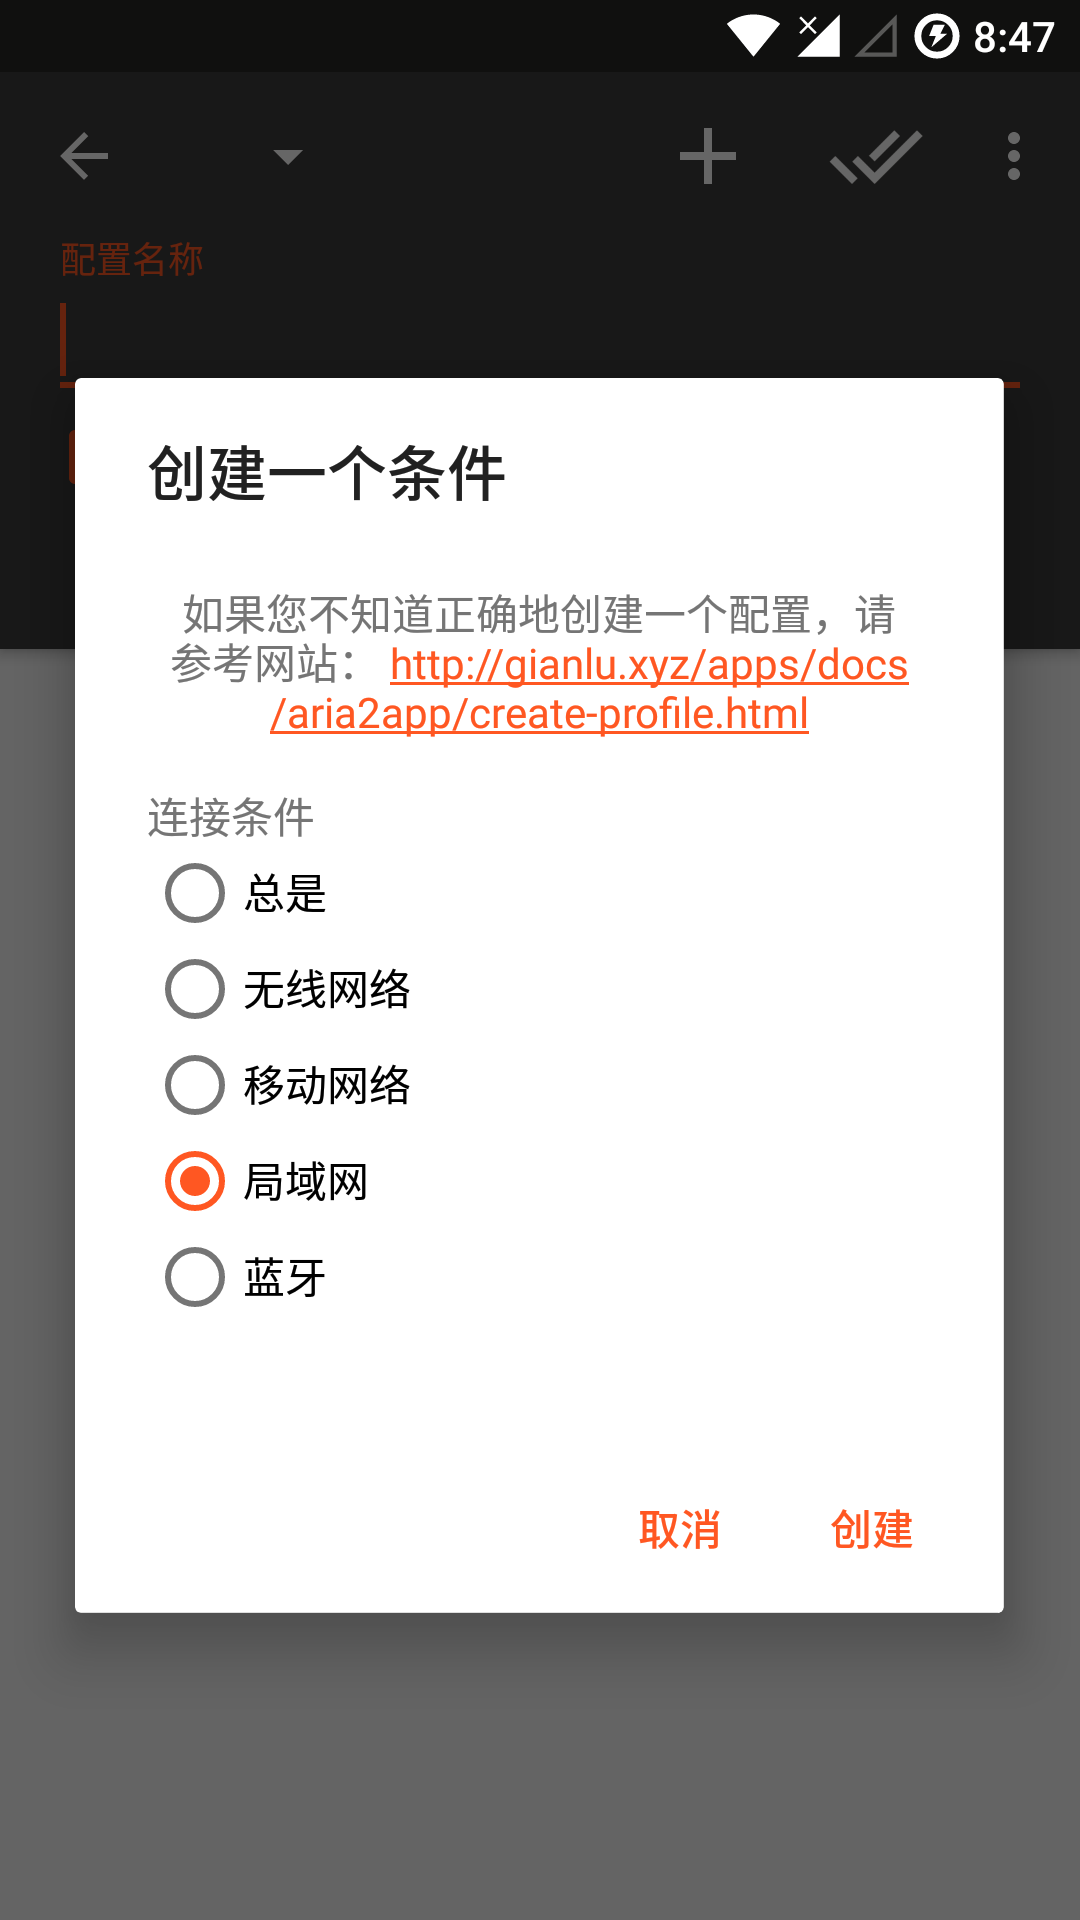 8:47
配置名称
创建一个条件
如果您不知道正确地创建一个配置，请
参考网站： http://gianlu.xyz/apps/docs
/aria2app/create-profile.html
连接条件
总是
无线网络
移动网络
局域网
蓝牙
取消 创建